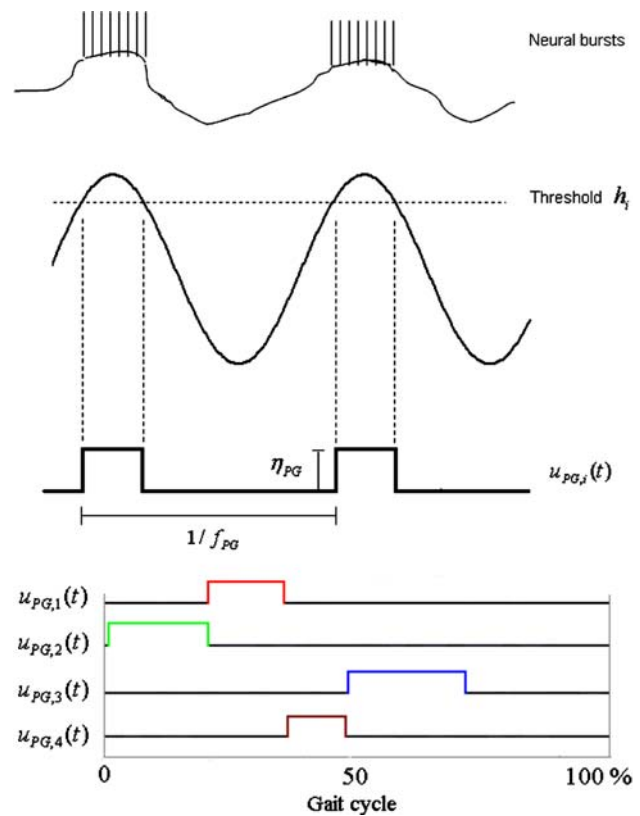 Neural bursts
Threshold h_i
η_PG
u_PG,i(t)
1/ f_PG
u_PG,1(t)
u_PG,2(t)
u_PG,3(t)
u_PG,4(t)
0 50 100 %
Gait cycle